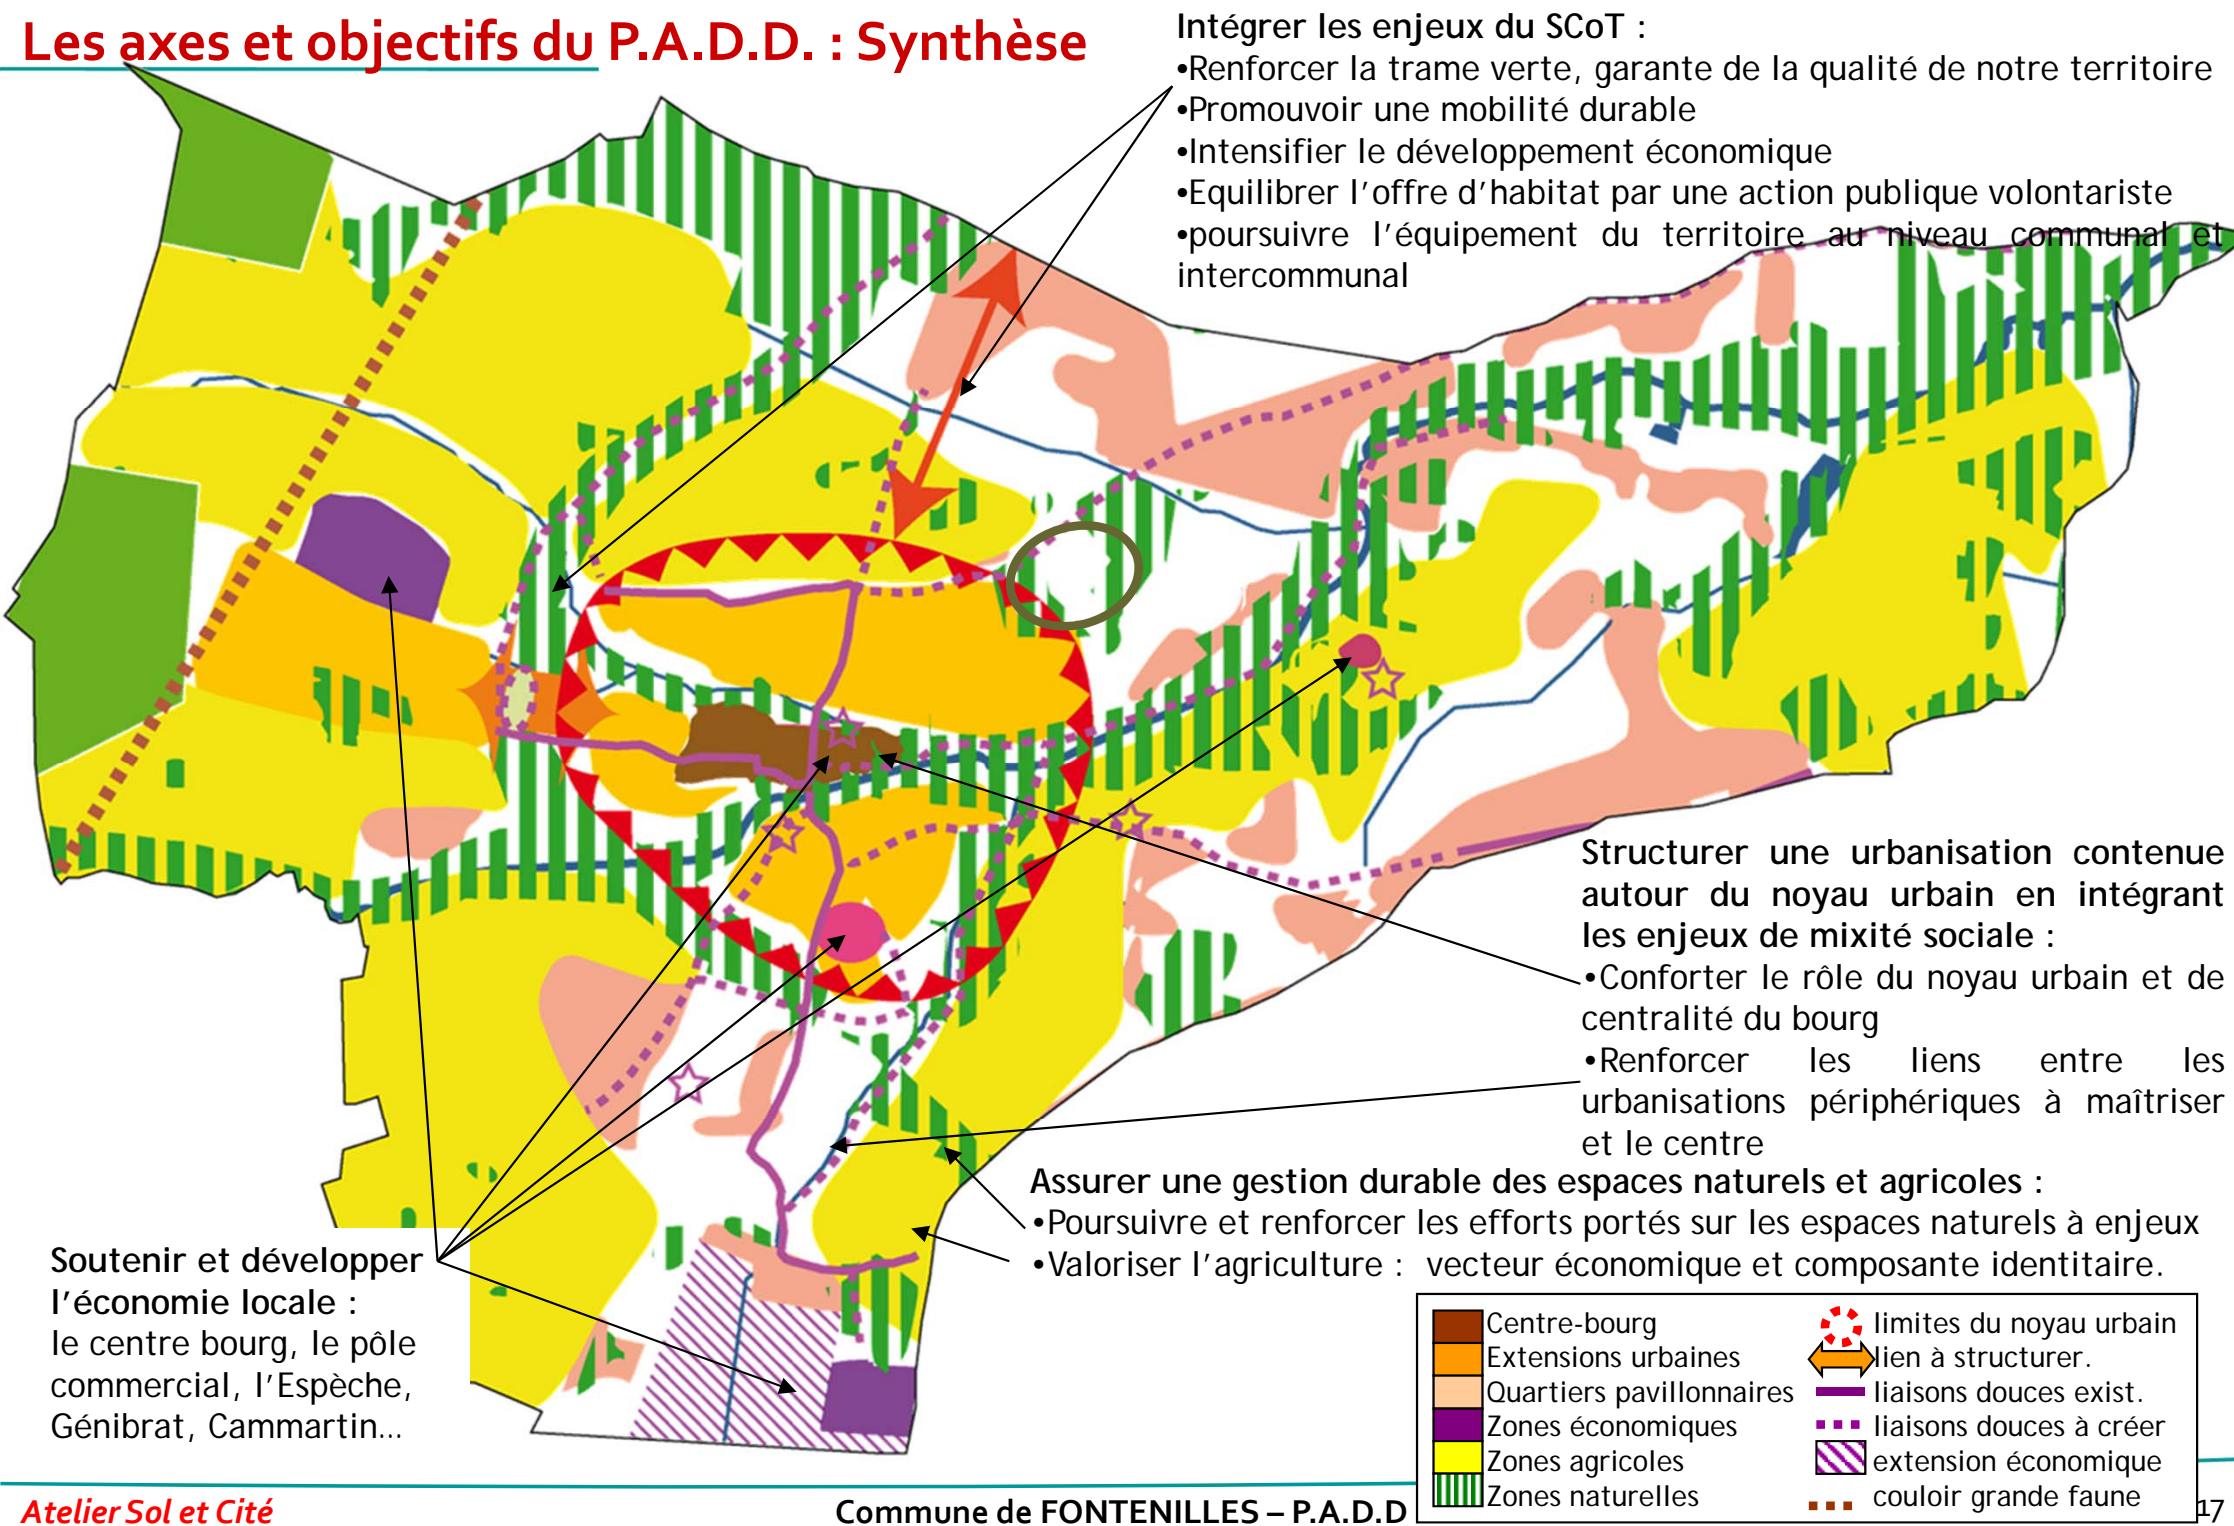 Les axes et objectifs du P.A.D.D. : Synthèse
Intégrer les enjeux du SCoT :
•Renforcer la trame verte, garante de la qualité de notre territoire
•Promouvoir une mobilité durable
•Intensifier le développement économique
•Equilibrer l'offre d'habitat par une action publique volontariste
•poursuivre l'équipement du territoire au niveau communal et
intercommunal
Structurer une urbanisation contenue
autour du noyau urbain en intégrant
les enjeux de mixité sociale :
•Conforter le rôle du noyau urbain et de
centralité du bourg
•Renforcer les liens entre les
urbanisations périphériques à maîtriser
et le centre
Assurer une gestion durable des espaces naturels et agricoles :
•Poursuivre et renforcer les efforts portés sur les espaces naturels à enjeux
•Valoriser l'agriculture : vecteur économique et composante identitaire.
Soutenir et développer
l'économie locale :
le centre bourg, le pôle
commercial, l'Espèche,
Génibrat, Cammartin…
Centre-bourg
Extensions urbaines
Quartiers pavillonnaires
Zones économiques
Zones agricoles
Zones naturelles
limites du noyau urbain
lien à structurer.
liaisons douces exist.
liaisons douces à créer
extension économique
couloir grande faune
Atelier Sol et Cité
Commune de FONTENILLES – P.A.D.D
17